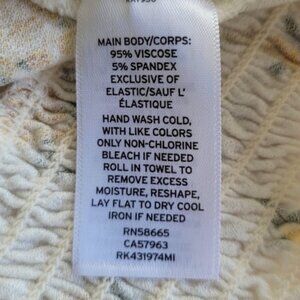 MAIN BODY/CORPS:
95% VISCOSE
5% SPANDEX
EXCLUSIVE OF
ELASTIC/SAUF L'
ÉLASTIQUE
HAND WASH COLD,
WITH LIKE COLORS
ONLY NON-CHLORINE
BLEACH IF NEEDED
ROLL IN TOWEL TO
REMOVE EXCESS
MOISTURE, RESHAPE,
LAY FLAT TO DRY COOL
IRON IF NEEDED
RN58665
CA57963
RK431974MI